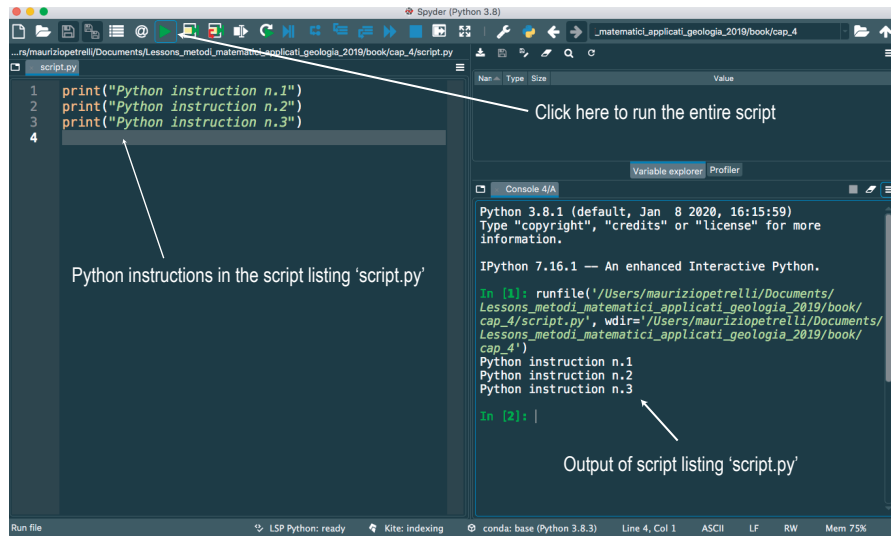 Spyder (Python 3.8)
_matematici_applicati_geologia_2019/book/cap_4
...rs/mauriziopetrelli/Documents/Lessons_metodi_matematici_applicati_geologia_2019/book/cap_4/script.py
script.py
1 print("Python instruction n.1")
2 print("Python instruction n.2")
3 print("Python instruction n.3")
4
Python instructions in the script listing ‘script.py’
Type Size Value
Click here to run the entire script
Variable explorer Profiler
Console 4/A
Python 3.8.1 (default, Jan  8 2020, 16:15:59)
Type "copyright", "credits" or "license" for more
information.
IPython 7.16.1 –– An enhanced Interactive Python.
In [1]: runfile('/Users/mauriziopetrelli/Documents/
Lessons_metodi_matematici_applicati_geologia_2019/book/
cap_4/script.py', wdir='/Users/mauriziopetrelli/Documents/
Lessons_metodi_matematici_applicati_geologia_2019/book/
cap_4')
Python instruction n.1
Python instruction n.2
Python instruction n.3
In [2]:
Output of script listing ‘script.py’
Run file LSP Python: ready Kite: indexing conda: base (Python 3.8.3) Line 4, Col 1 ASCII LF RW Mem 75%